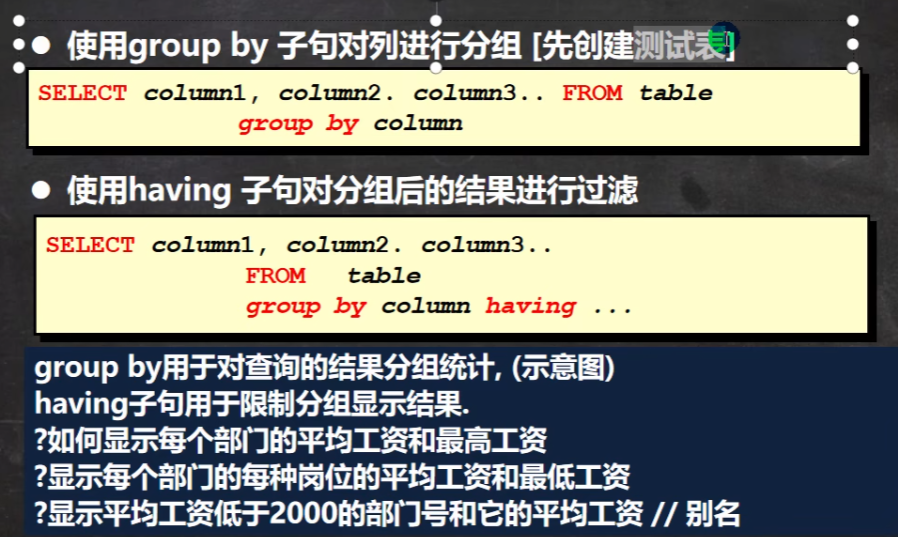 ● 使用group by 子句对列进行分组 [先创建测试表]
SELECT column1, column2. column3.. FROM table
group by column
● 使用having 子句对分组后的结果进行过滤
SELECT column1, column2. column3..
FROM table
group by column having ...
group by用于对查询的结果分组统计, (示意图)
having子句用于限制分组显示结果.
?如何显示每个部门的平均工资和最高工资
?显示每个部门的每种岗位的平均工资和最低工资
?显示平均工资低于2000的部门号和它的平均工资 // 别名